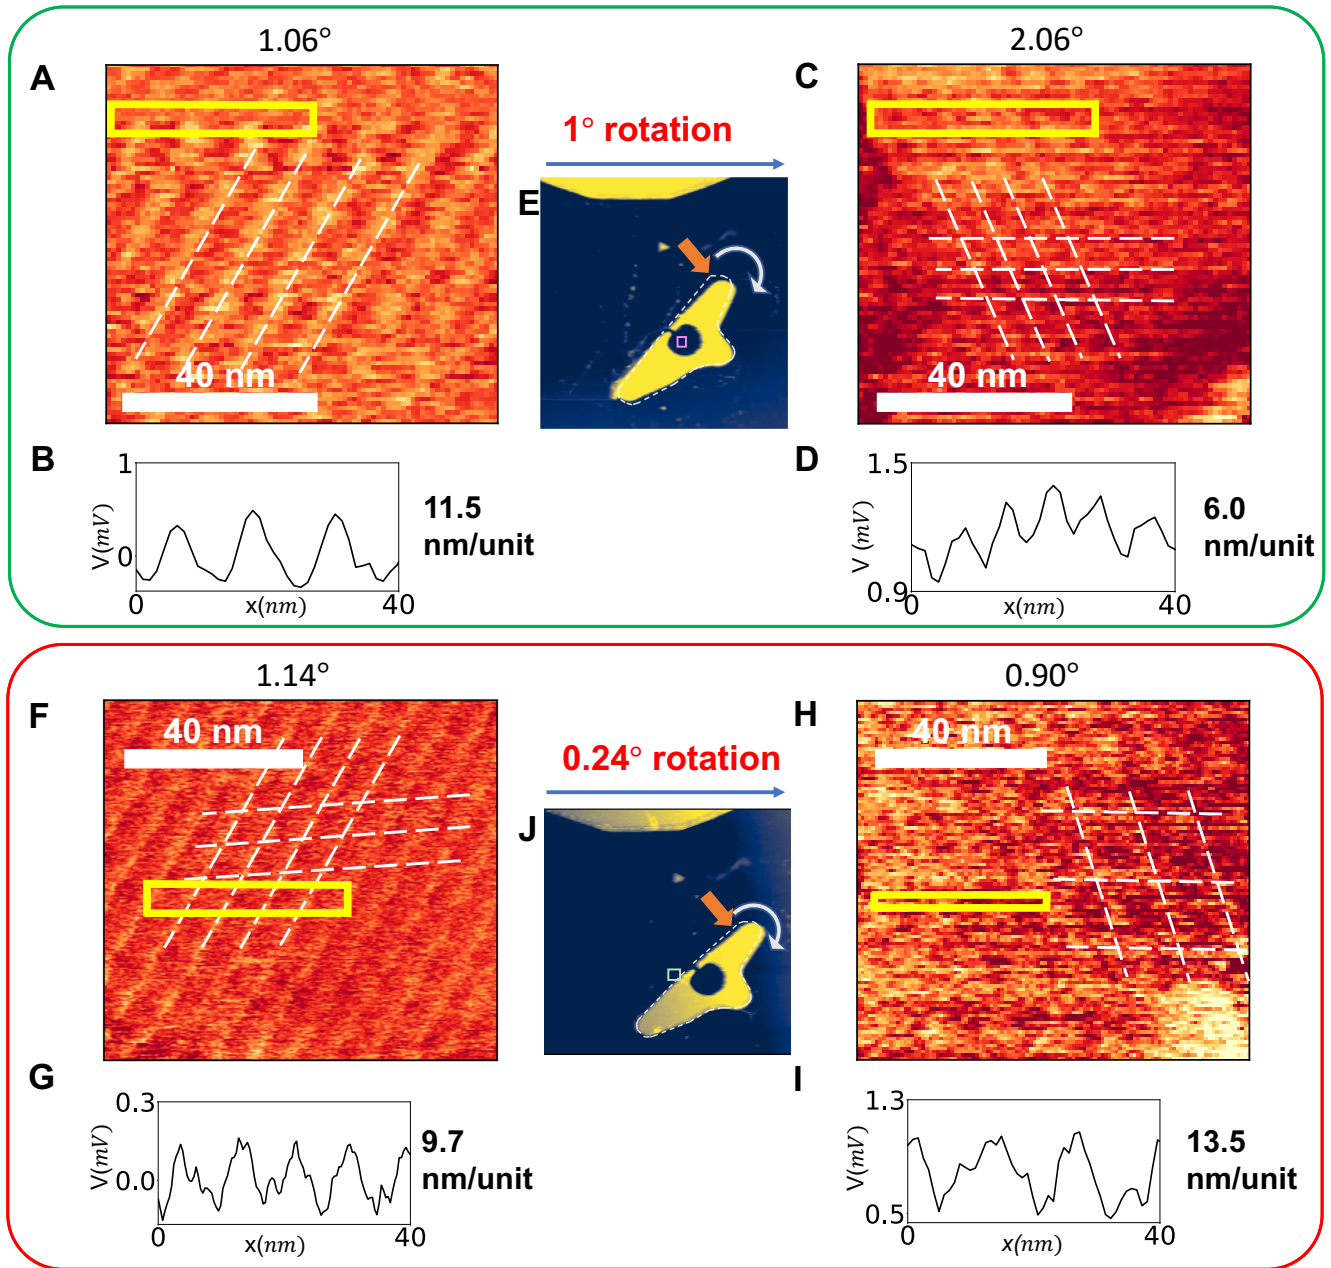 1.06°
2.06°
A
C
1° rotation
E
40 nm
40 nm
B
1
0
V(mV)
0
x(nm)
40
11.5
nm/unit
D
1.5
0.9
V (mV)
0
x(nm)
40
6.0
nm/unit
1.14°
0.90°
F
H
40 nm
40 nm
0.24° rotation
J
G
0.3
0.0
V(mV)
0
x(nm)
40
9.7
nm/unit
I
1.3
0.5
V(mV)
0
x(nm)
40
13.5
nm/unit